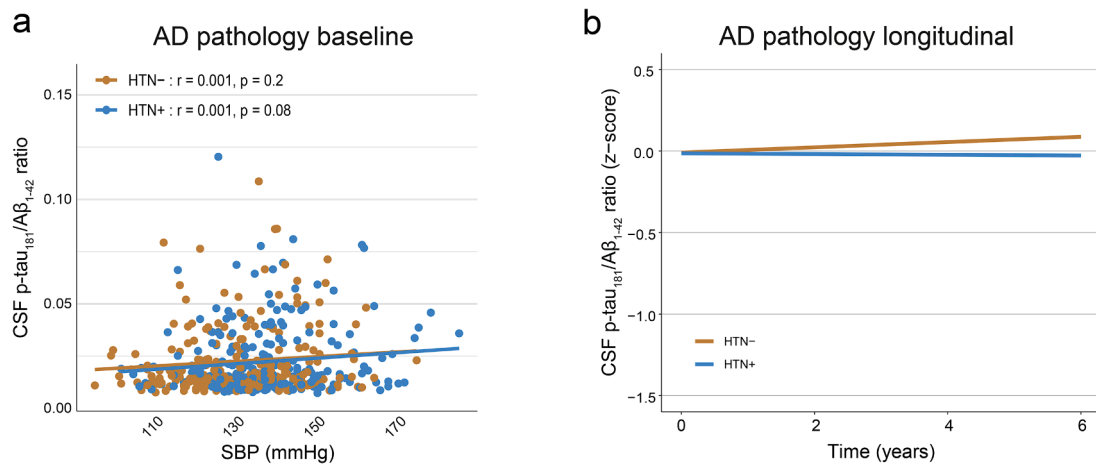 a
AD pathology baseline
CSF p-tau181/Aβ1-42 ratio
0.15
0.10
0.05
0.00
HTN− : r = 0.001, p = 0.2
HTN+ : r = 0.001, p = 0.08
110
130
150
170
SBP (mmHg)
b
AD pathology longitudinal
CSF p-tau181/Aβ1-42 ratio (z−score)
0.5
0.0
−0.5
−1.0
−1.5
HTN−
HTN+
0
2
4
6
Time (years)